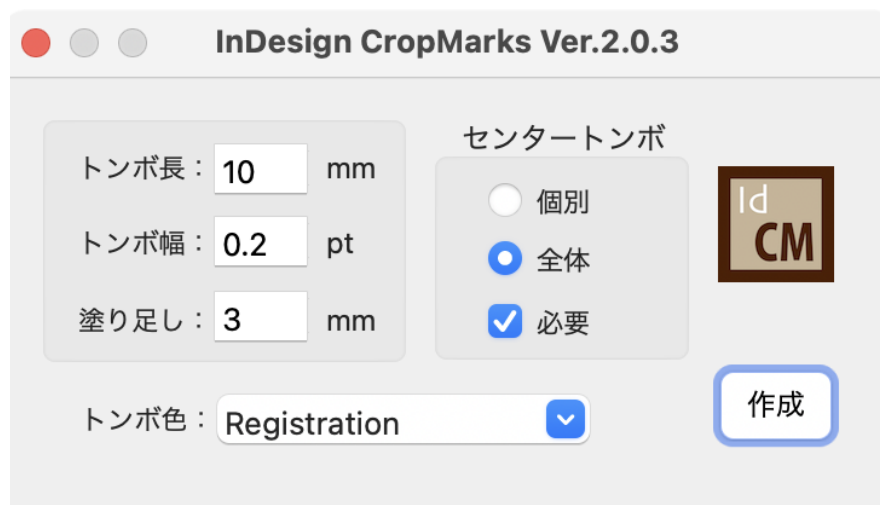 InDesign CropMarks Ver.2.0.3
トンボ長： 10 mm
トンボ幅： 0.2 pt
塗り足し： 3 mm
センタートンボ
個別
全体
必要
Id
CM
トンボ色： Registration
作成